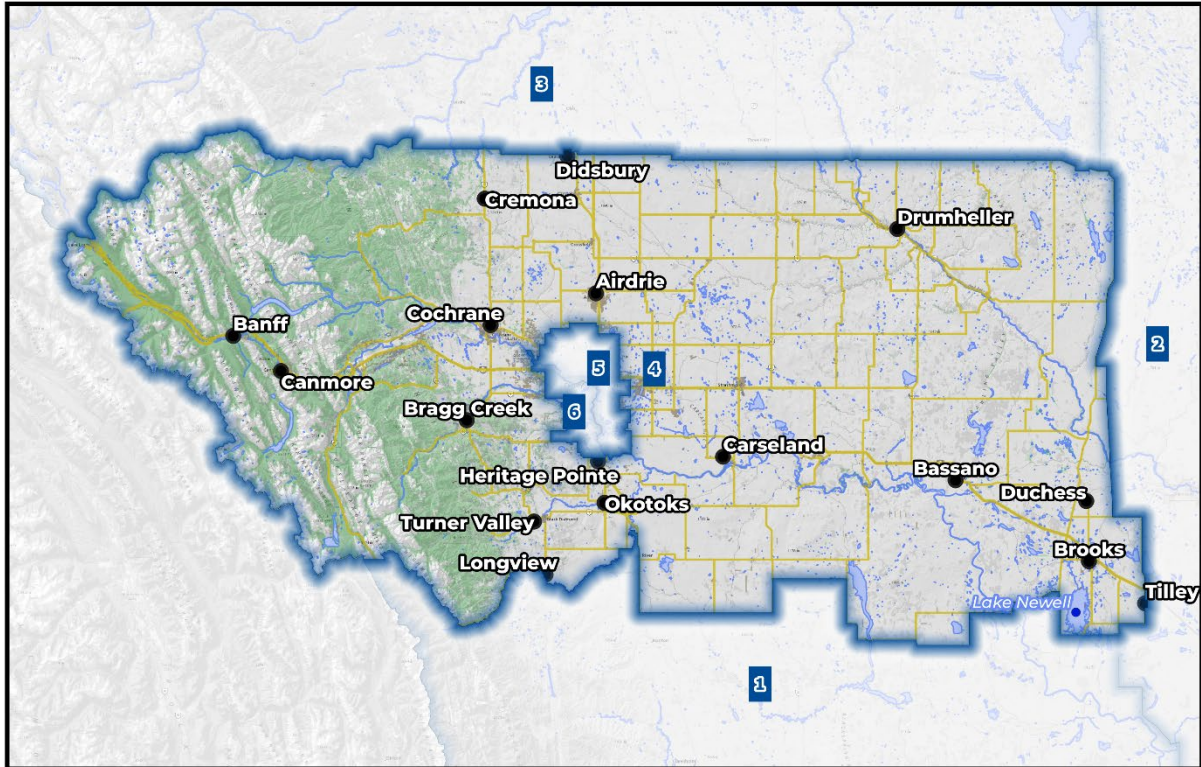 3
Didsbury
Cremona
Drumheller
Airdrie
Cochrane
Banff
2
5
4
Canmore
Bragg Creek
6
Carseland
Heritage Pointe
Bassano
Duchess
Okotoks
Turner Valley
Brooks
Longview
Tilley
Lake Newell
1